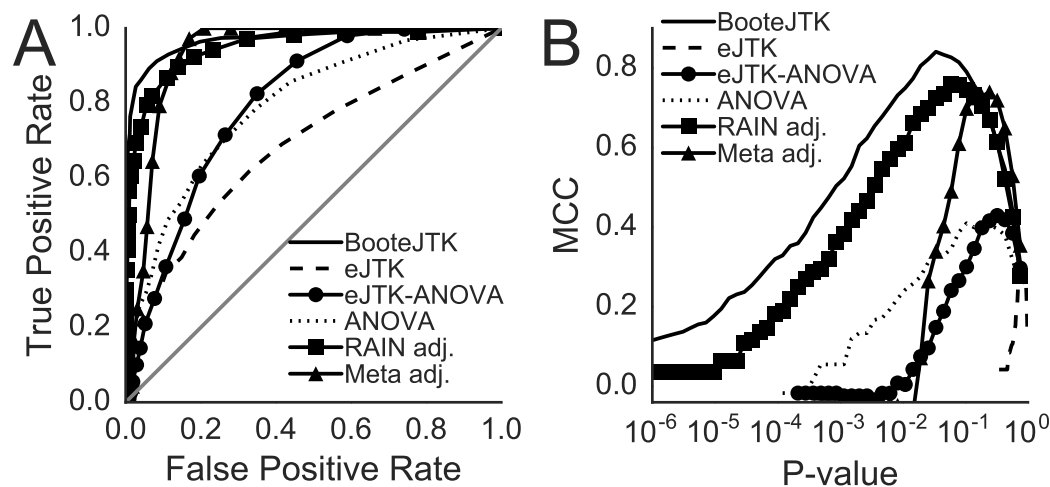 A
1.0
0.8
0.6
0.4
0.2
0.0
True Positive Rate
0.0 0.2 0.4 0.6 0.8 1.0
False Positive Rate
BooteJTK
eJTK
eJTK-ANOVA
ANOVA
RAIN adj.
Meta adj.
B
BooteJTK
eJTK
eJTK-ANOVA
ANOVA
RAIN adj.
Meta adj.
0.8
0.6
0.4
0.2
0.0
MCC
10⁻⁶ 10⁻⁵ 10⁻⁴ 10⁻³ 10⁻² 10⁻¹ 10⁰
P-value